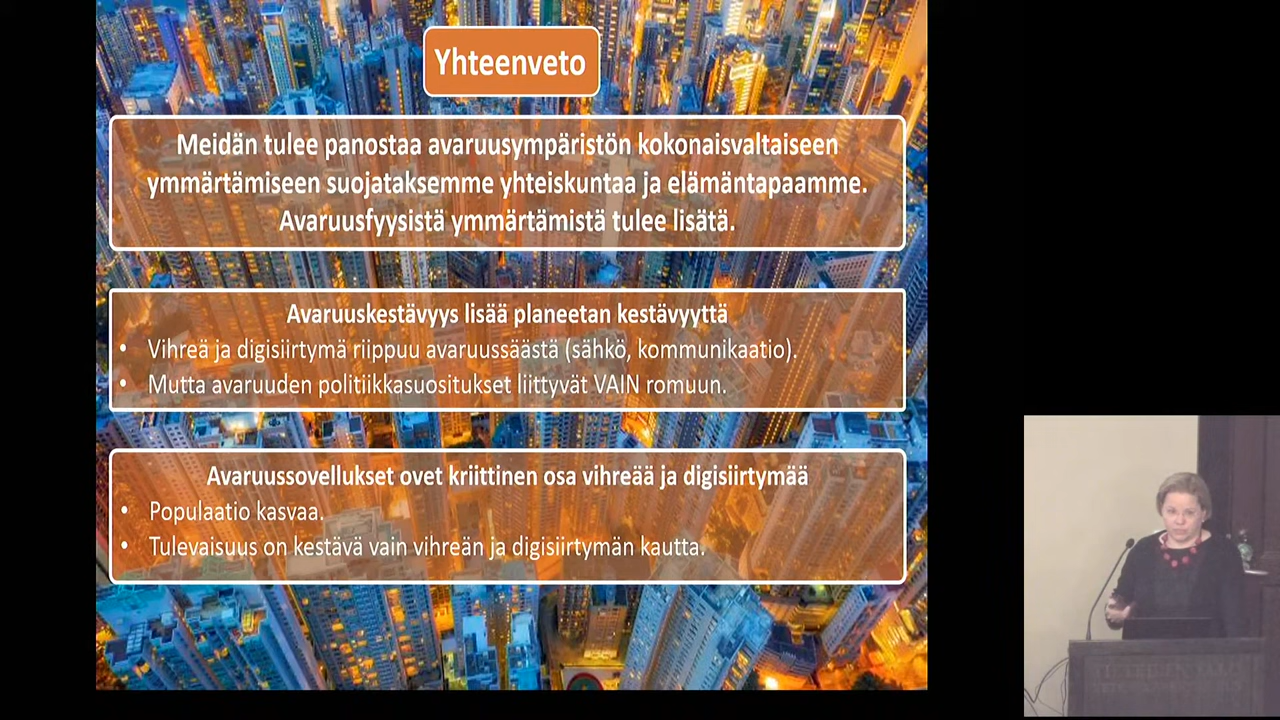 Yhteenveto
Meidän tulee panostaa avaruusympäristön kokonaisvaltaiseen
ymmärtämiseen suojataksemme yhteiskuntaa ja elämäntapaamme.
Avaruusfyysistä ymmärtämistä tulee lisätä.
Avaruuskestävyys lisää planeetan kestävyyttä
• Vihreä ja digisiirtymä riippuu avaruussäästä (sähkö, kommunikaatio).
• Mutta avaruuden politiikkasuositukset liittyvät VAIN romuun.
Avaruussovellukset ovet kriittinen osa vihreää ja digisiirtymää
• Populaatio kasvaa.
• Tulevaisuus on kestävä vain vihreän ja digisiirtymän kautta.